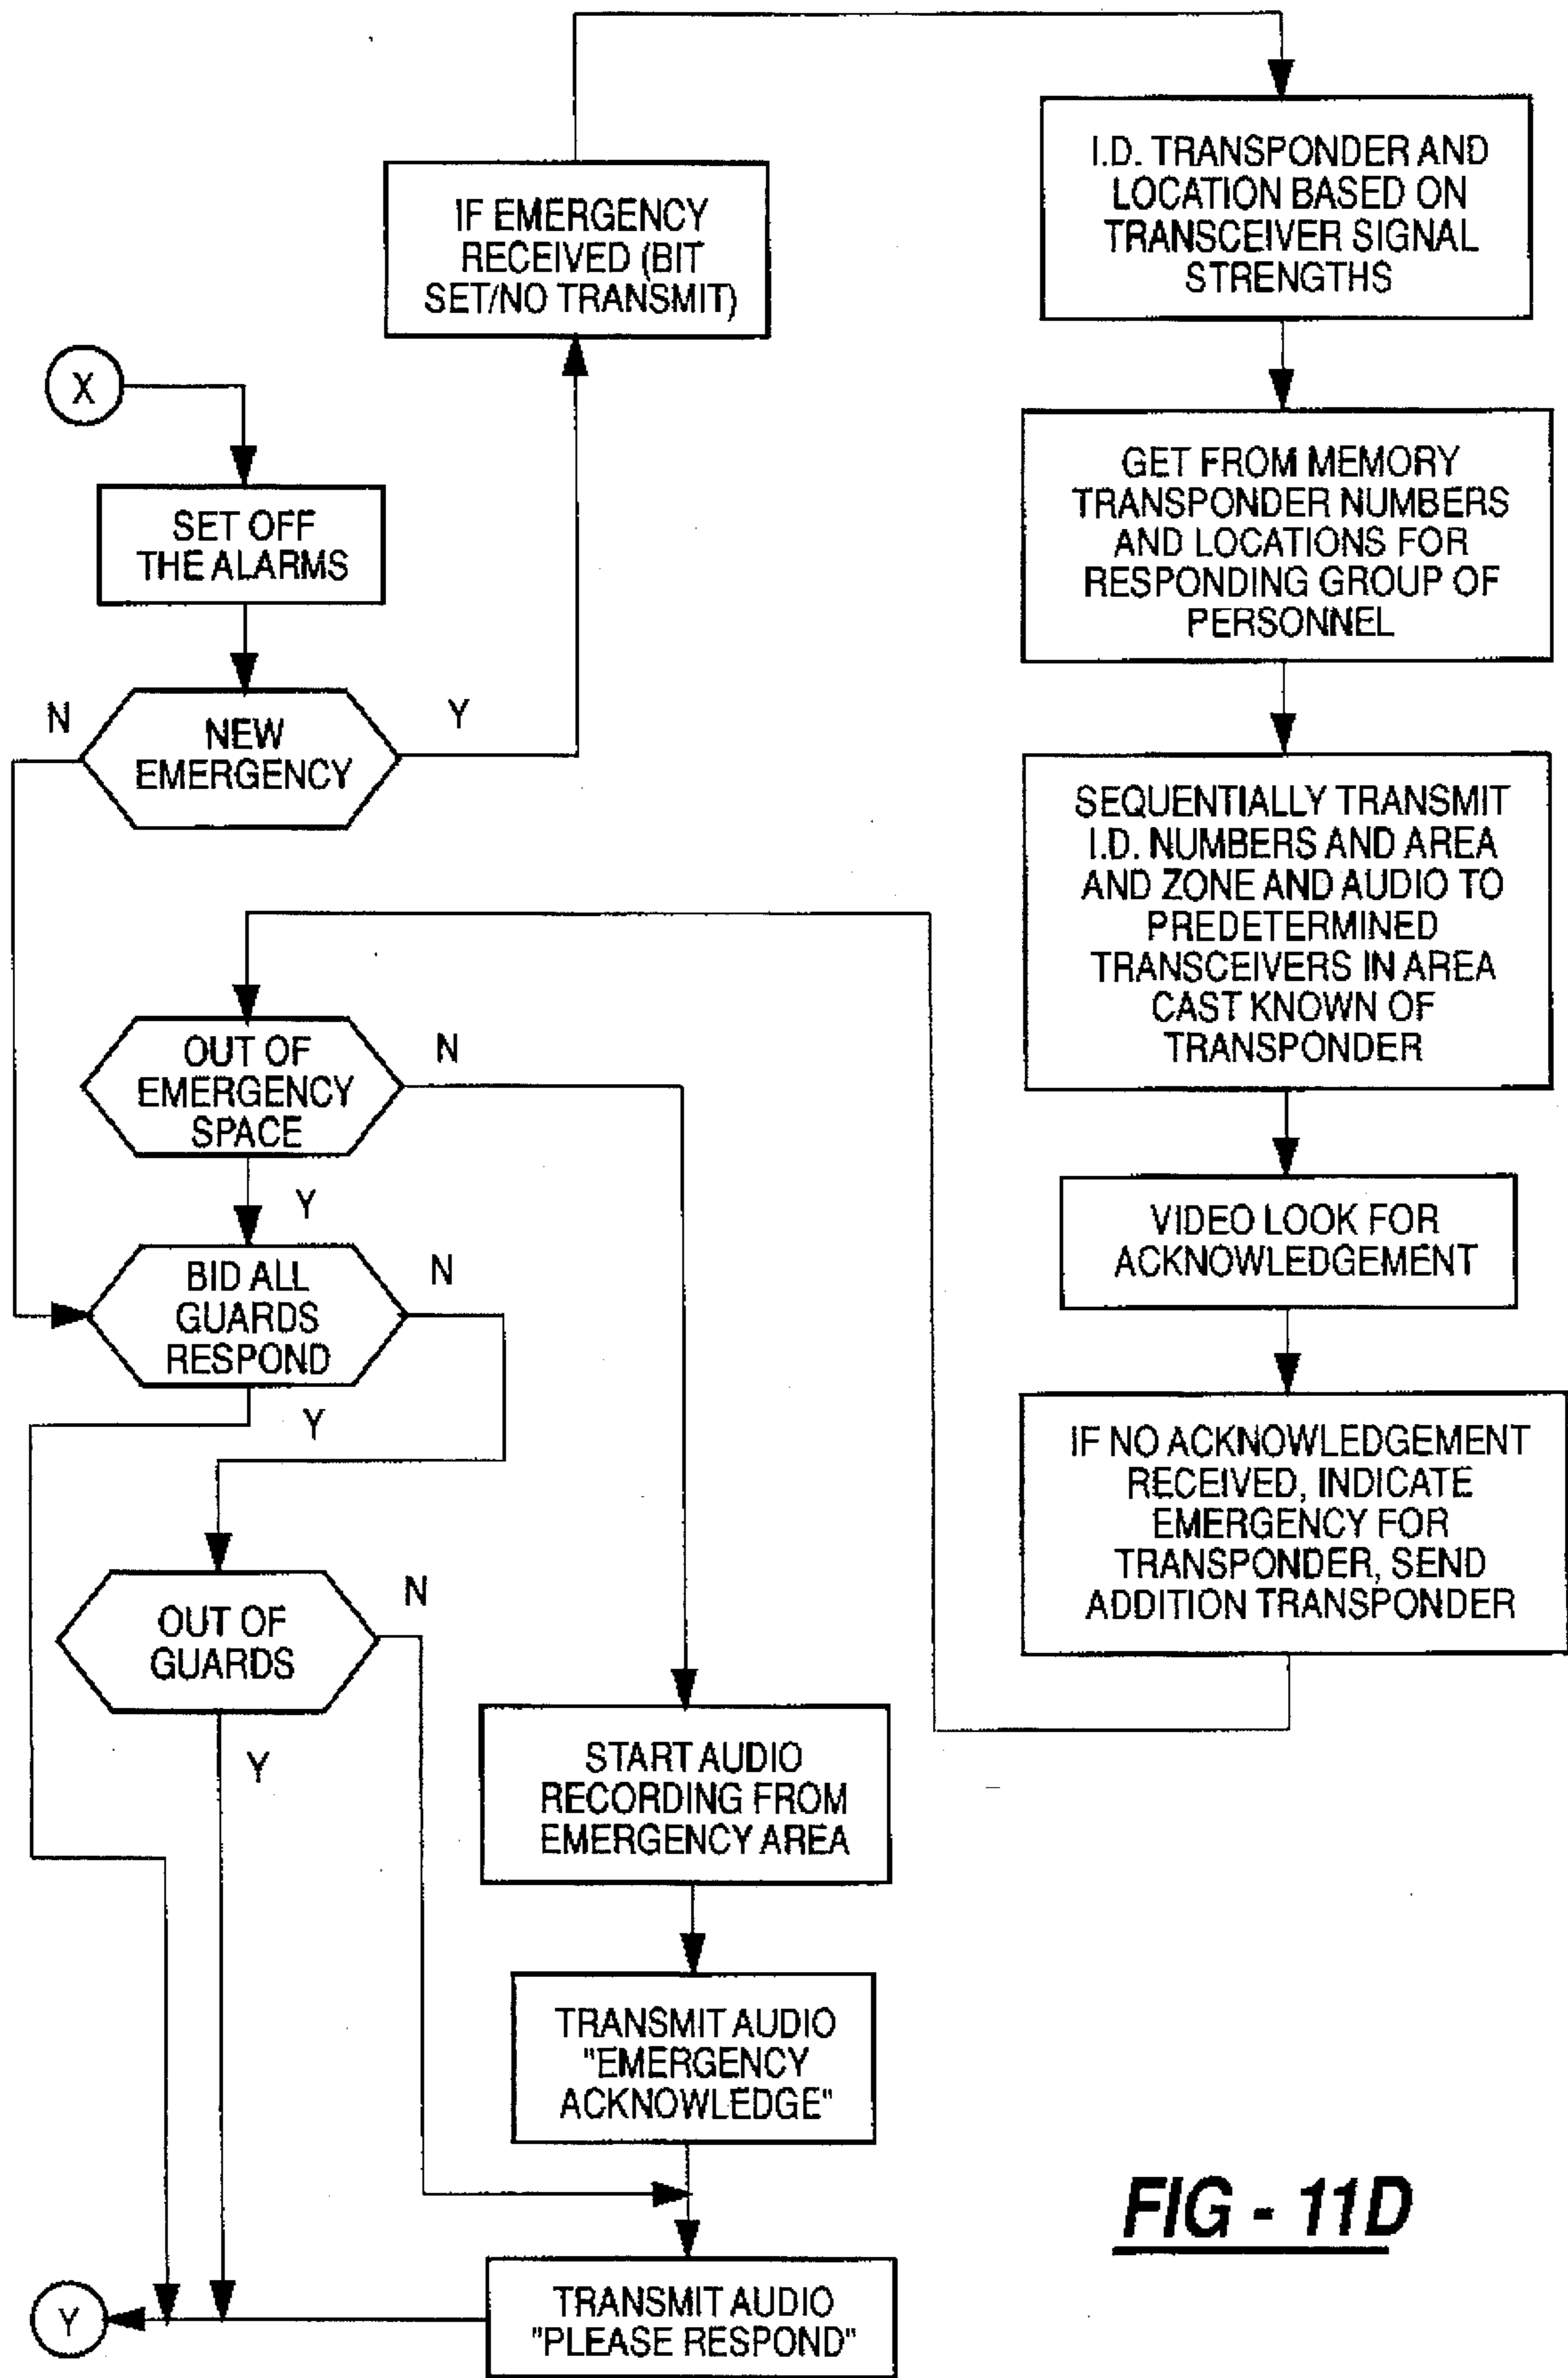 X
SET OFF
THE ALARMS
NEW
EMERGENCY
N
Y
IF EMERGENCY
RECEIVED (BIT
SET/NO TRANSMIT)
I.D. TRANSPONDER AND
LOCATION BASED ON
TRANSCEIVER SIGNAL
STRENGTHS
GET FROM MEMORY
TRANSPONDER NUMBERS
AND LOCATIONS FOR
RESPONDING GROUP OF
PERSONNEL
SEQUENTIALLY TRANSMIT
I.D. NUMBERS AND AREA
AND ZONE AND AUDIO TO
PREDETERMINED
TRANSCEIVERS IN AREA
CAST KNOWN OF
TRANSPONDER
VIDEO LOOK FOR
ACKNOWLEDGEMENT
IF NO ACKNOWLEDGEMENT
RECEIVED, INDICATE
EMERGENCY FOR
TRANSPONDER, SEND
ADDITION TRANSPONDER
OUT OF
EMERGENCY
SPACE
N
Y
BID ALL
GUARDS
RESPOND
N
Y
OUT OF
GUARDS
N
Y
START AUDIO
RECORDING FROM
EMERGENCY AREA
TRANSMIT AUDIO
"EMERGENCY
ACKNOWLEDGE"
TRANSMIT AUDIO
"PLEASE RESPOND"
Y
FIG - 11D